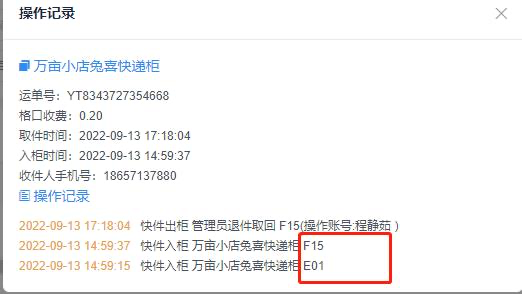 操作记录
万亩小店兔喜快递柜
运单号：YT8343727354668
格口收费：0.20
取件时间：2022-09-13 17:18:04
入柜时间：2022-09-13 14:59:37
收件人手机号：18657137880
操作记录
2022-09-13 17:18:04 快件出柜 管理员退件取回 F15(操作账号:程静茹 )
2022-09-13 14:59:37 快件入柜 万亩小店兔喜快递柜 F15
2022-09-13 14:59:15 快件入柜 万亩小店兔喜快递柜 E01